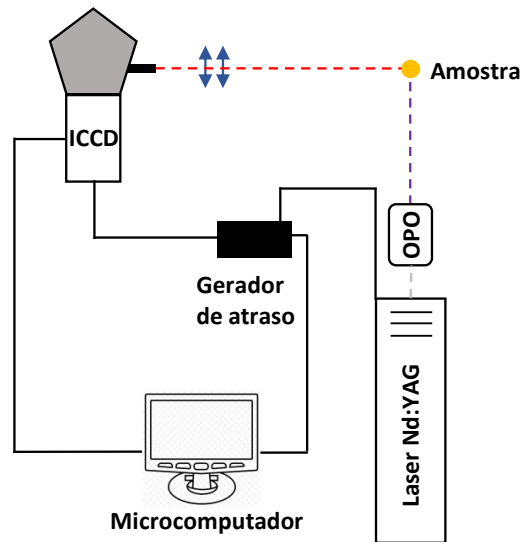 Amostra
ICCD
OPO
Gerador
de atraso
Laser Nd:YAG
Microcomputador